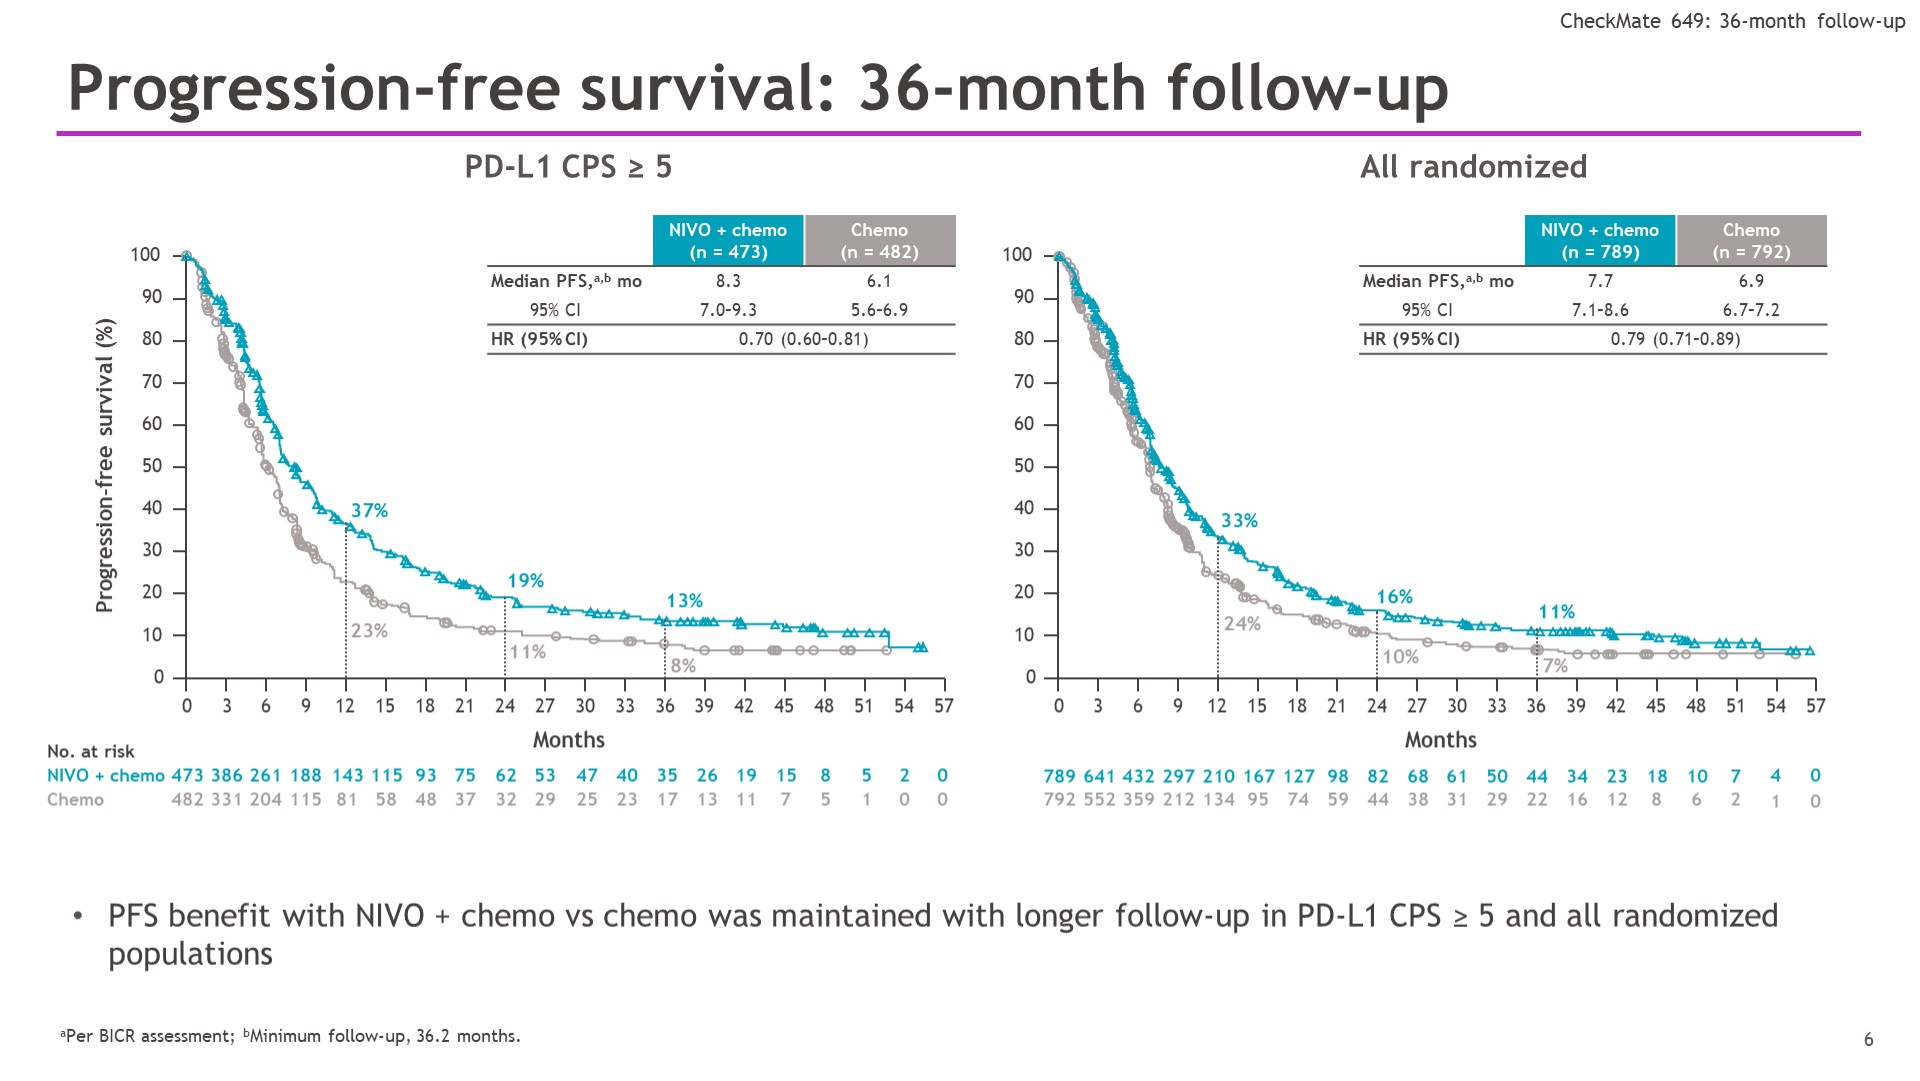 CheckMate 649: 36-month follow-up
Progression-free survival: 36-month follow-up
PD-L1 CPS ≥ 5
NIVO + chemo
(n = 473)
Chemo
(n = 482)
Median PFS,ᵃ,ᵇ mo 8.3 6.1
95% CI 7.0-9.3 5.6-6.9
HR (95% CI) 0.70 (0.60-0.81)
Progression-free survival (%)
100
90
80
70
60
50
40
30
20
10
0
37%
19%
13%
23%
11%
8%
0 3 6 9 12 15 18 21 24 27 30 33 36 39 42 45 48 51 54 57
Months
No. at risk
NIVO + chemo 473 386 261 188 143 115 93 75 62 53 47 40 35 26 19 15 8 5 2 0
Chemo 482 331 204 115 81 58 48 37 32 29 25 23 17 13 11 7 5 1 0 0
All randomized
NIVO + chemo
(n = 789)
Chemo
(n = 792)
Median PFS,ᵃ,ᵇ mo 7.7 6.9
95% CI 7.1-8.6 6.7-7.2
HR (95% CI) 0.79 (0.71-0.89)
100
90
80
70
60
50
40
30
20
10
0
33%
16%
11%
24%
10%
7%
0 3 6 9 12 15 18 21 24 27 30 33 36 39 42 45 48 51 54 57
Months
789 641 432 297 210 167 127 98 82 68 61 50 44 34 23 18 10 7 4 0
792 552 359 212 134 95 74 59 44 38 31 29 22 16 12 8 6 2 1 0
• PFS benefit with NIVO + chemo vs chemo was maintained with longer follow-up in PD-L1 CPS ≥ 5 and all randomized
populations
ᵃPer BICR assessment; ᵇMinimum follow-up, 36.2 months.
6